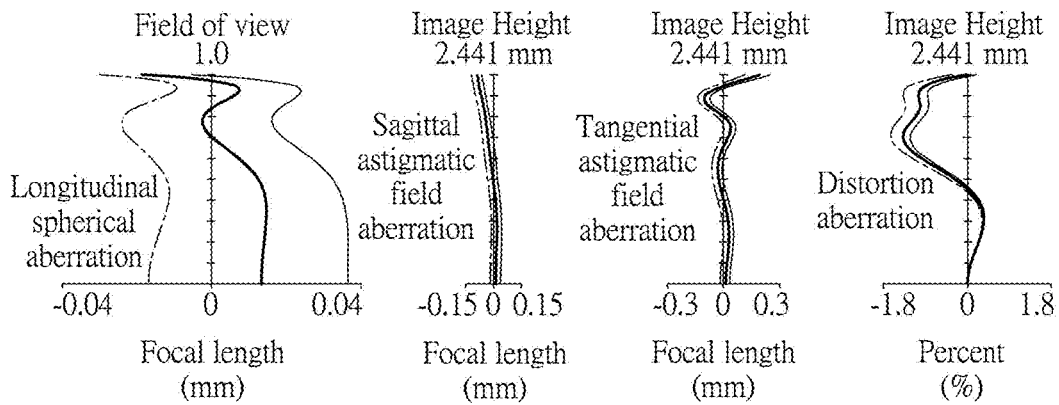 Field of view
1.0
Longitudinal
spherical
aberration
-0.04
0
0.04
Focal length
(mm)
Image Height
2.441 mm
Sagittal
astigmatic
field
aberration
-0.15
0
0.15
Focal length
(mm)
Image Height
2.441 mm
Tangential
astigmatic
field
aberration
-0.3
0
0.3
Focal length
(mm)
Image Height
2.441 mm
Distortion
aberration
-1.8
0
1.8
Percent
(%)